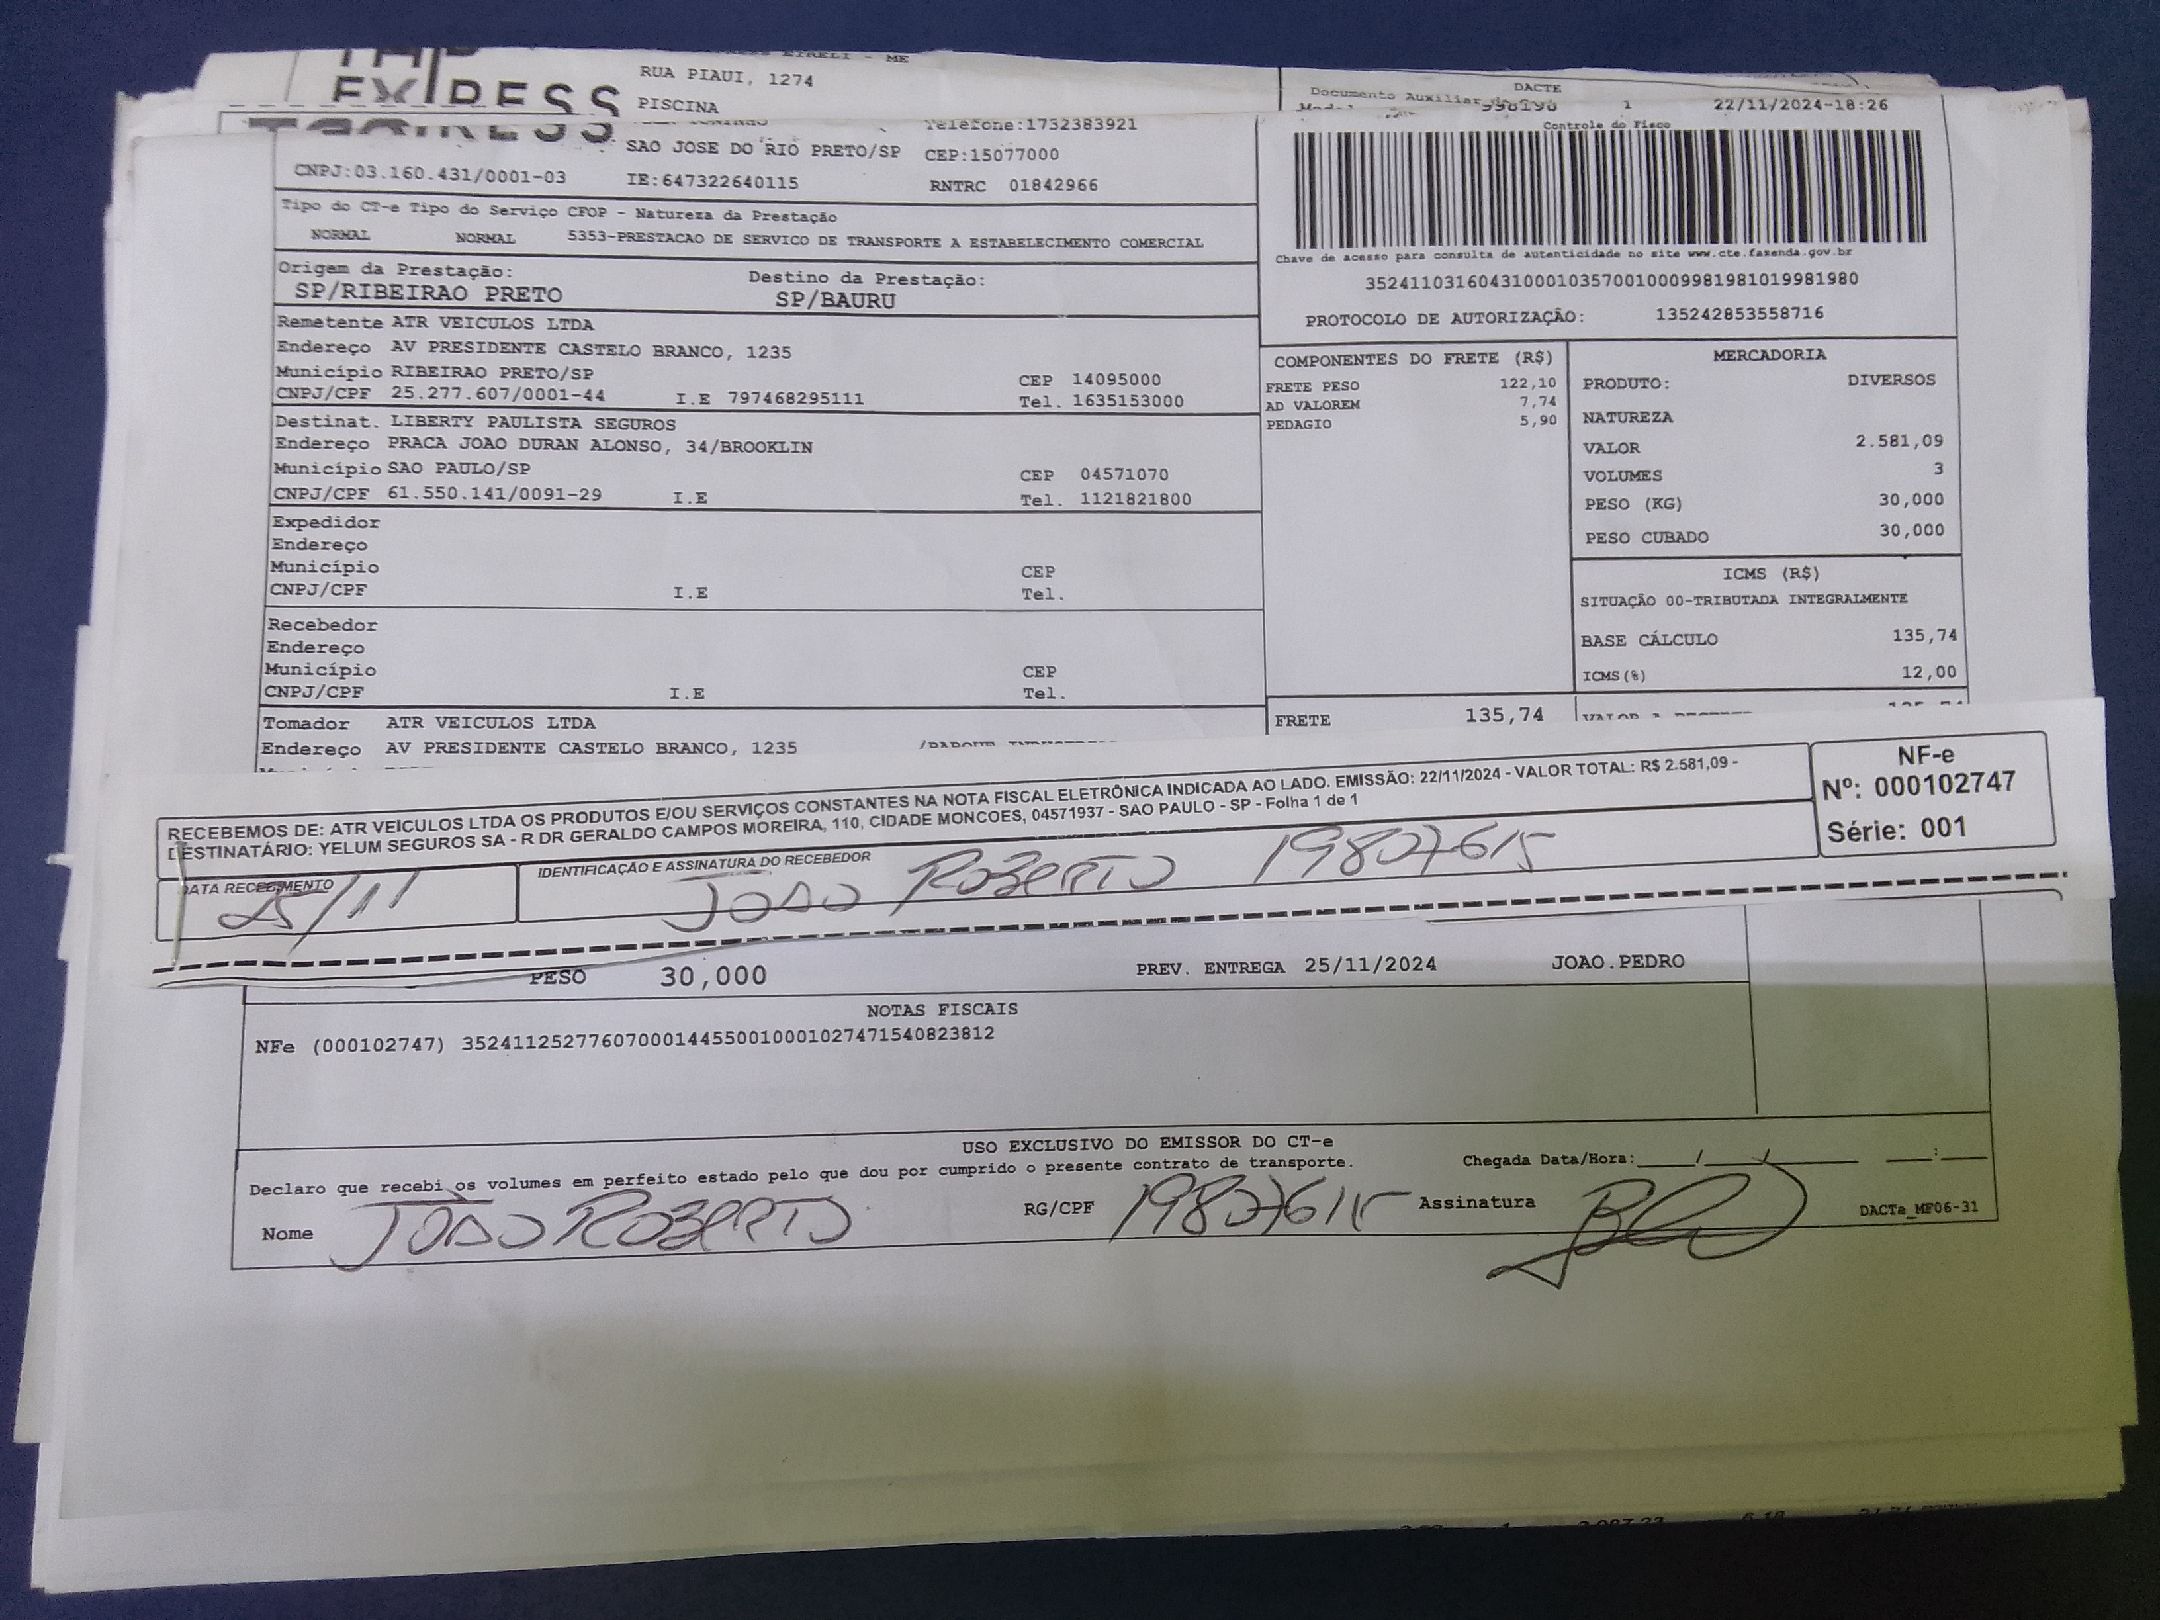 EXPRESS
RUA PIAUI, 1274
PISCINA
DACTE
Documento Auxiliar
1 22/11/2024-18:26
Telefone:1732383921
SAO JOSE DO RIO PRETO/SP CEP:15077000
CNPJ:03.160.431/0001-03 IE:647322640115 RNTRC 01842966
Controle do Fisco
Tipo do CT-e Tipo do Serviço CFOP - Natureza da Prestação
NORMAL NORMAL 5353-PRESTACAO DE SERVICO DE TRANSPORTE A ESTABELECIMENTO COMERCIAL
Chave de acesso para consulta de autenticidade no site www.cte.fazenda.gov.br
35241103160431000103570010009981981019981980
PROTOCOLO DE AUTORIZAÇÃO: 135242853558716
Origem da Prestação: Destino da Prestação:
SP/RIBEIRAO PRETO SP/BAURU
Remetente ATR VEICULOS LTDA
Endereço AV PRESIDENTE CASTELO BRANCO, 1235
Município RIBEIRAO PRETO/SP CEP 14095000
CNPJ/CPF 25.277.607/0001-44 I.E 797468295111 Tel. 1635153000
Destinat. LIBERTY PAULISTA SEGUROS
Endereço PRACA JOAO DURAN ALONSO, 34/BROOKLIN
Município SAO PAULO/SP CEP 04571070
CNPJ/CPF 61.550.141/0091-29 I.E Tel. 1121821800
Expedidor
Endereço
Município CEP
CNPJ/CPF I.E Tel.
Recebedor
Endereço
Município CEP
CNPJ/CPF I.E Tel.
Tomador ATR VEICULOS LTDA
Endereço AV PRESIDENTE CASTELO BRANCO, 1235
COMPONENTES DO FRETE (R$)
FRETE PESO 122,10
AD VALOREM 7,74
PEDAGIO 5,90
FRETE 135,74
MERCADORIA
PRODUTO: DIVERSOS
NATUREZA
VALOR 2.581,09
VOLUMES 3
PESO (KG) 30,000
PESO CUBADO 30,000
ICMS (R$)
SITUAÇÃO 00-TRIBUTADA INTEGRALMENTE
BASE CÁLCULO 135,74
ICMS(%) 12,00
RECEBEMOS DE: ATR VEICULOS LTDA OS PRODUTOS E/OU SERVIÇOS CONSTANTES NA NOTA FISCAL ELETRÔNICA INDICADA AO LADO. EMISSÃO: 22/11/2024 - VALOR TOTAL: R$ 2.581,09 -
DESTINATÁRIO: YELUM SEGUROS SA - R DR GERALDO CAMPOS MOREIRA, 110, CIDADE MONCOES, 04571937 - SAO PAULO - SP - Folha 1 de 1
NF-e
Nº: 000102747
Série: 001
DATA RECEBIMENTO IDENTIFICAÇÃO E ASSINATURA DO RECEBEDOR
25/11 JOÃO ROBERTO 19807615
PESO 30,000 PREV. ENTREGA 25/11/2024 JOAO.PEDRO
NOTAS FISCAIS
NFe (000102747) 35241125277607000144550010001027471540823812
USO EXCLUSIVO DO EMISSOR DO CT-e
Declaro que recebi os volumes em perfeito estado pelo que dou por cumprido o presente contrato de transporte. Chegada Data/Hora:____/____/______ ___:___
Nome JOÃO ROBERTO RG/CPF 19807615 Assinatura DACTe_MF06-31